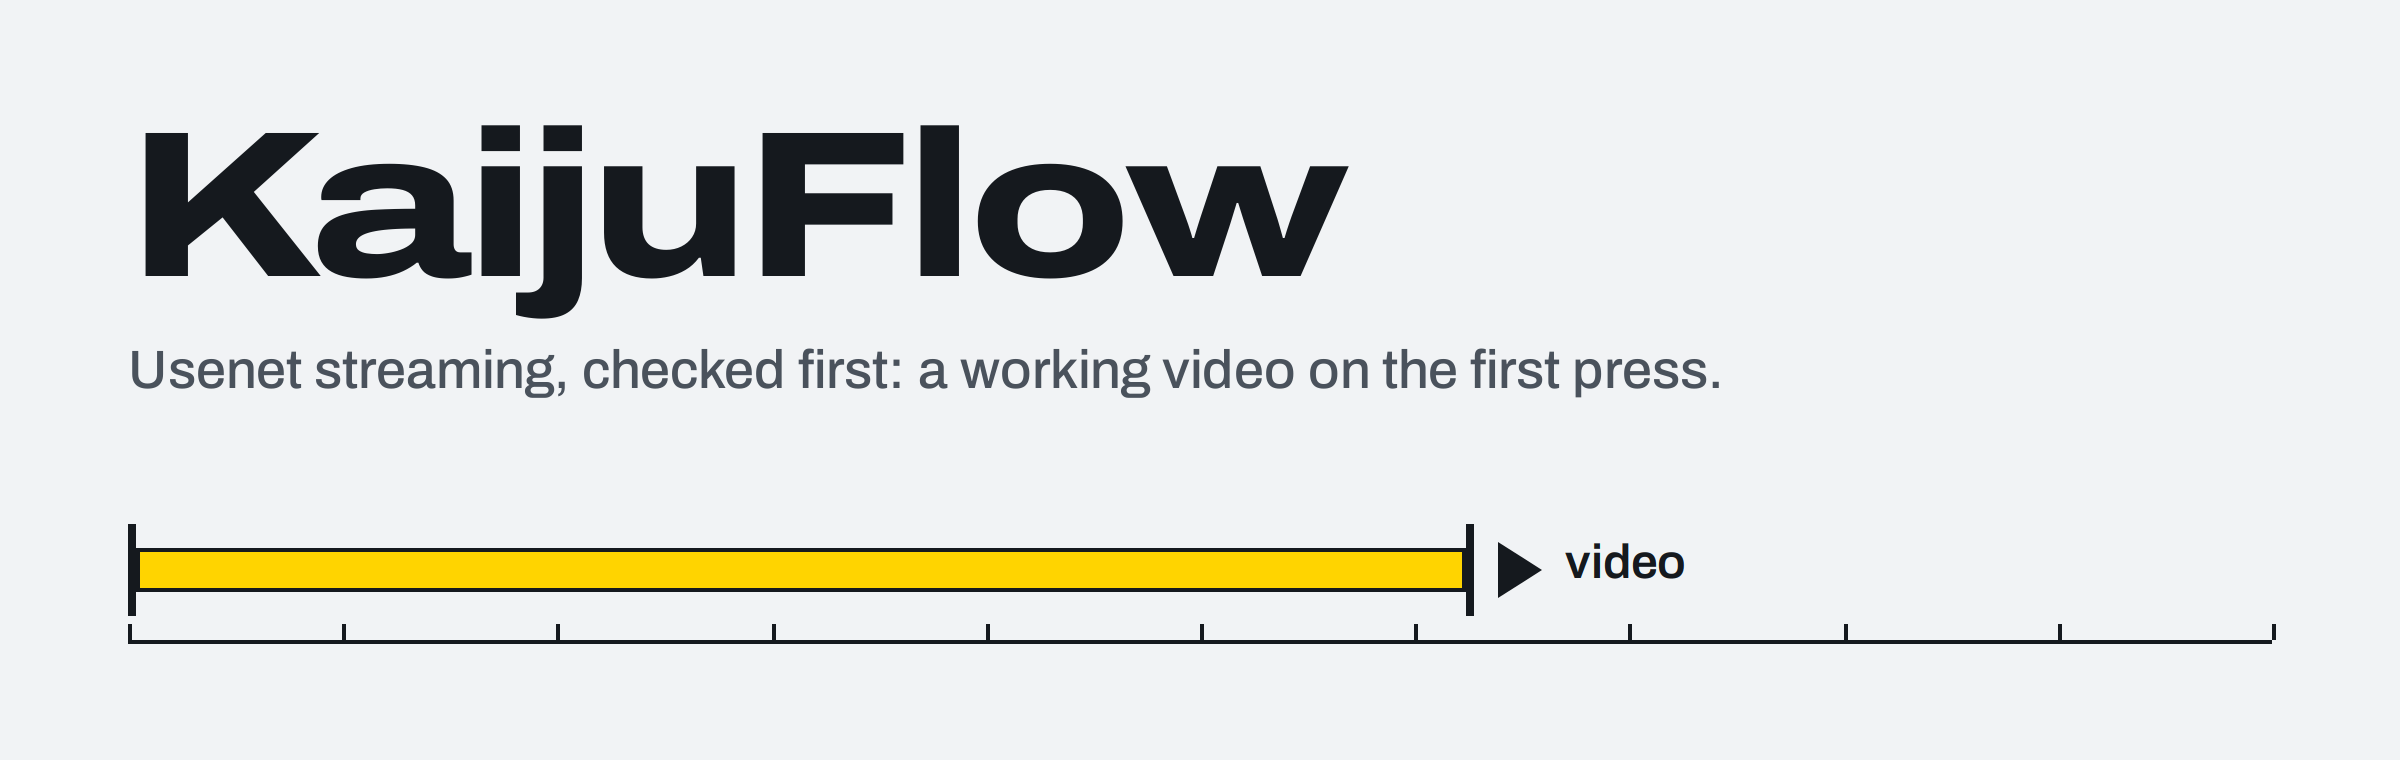 KaijuFlow
Usenet streaming, checked first: a working video on the first press.
video